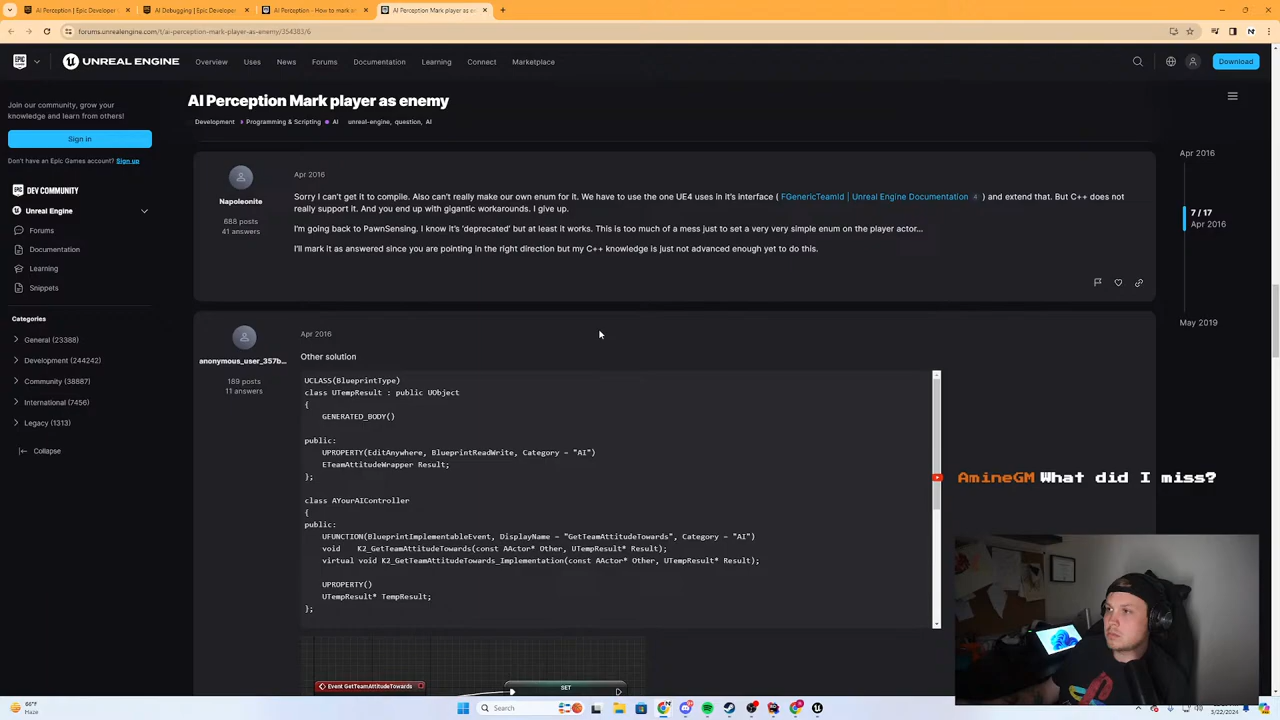 AI Perception | Epic Developer
AI Debugging | Epic Developer
AI Perception - How to mark a
AI Perception Mark player as en
forums.unrealengine.com/t/ai-perception-mark-player-as-enemy/354383/6
UNREAL ENGINE
Overview
Uses
News
Forums
Documentation
Learning
Connect
Marketplace
Download
Join our community, grow your
knowledge and learn from others!
Sign in
Don't have an Epic Games account? Sign up
DEV COMMUNITY
Unreal Engine
Forums
Documentation
Learning
Snippets
Categories
General (23388)
Development (244242)
Community (38887)
International (7456)
Legacy (1313)
Collapse
AI Perception Mark player as enemy
Development Programming & Scripting AI unreal-engine, question, AI
Napoleonite
688 posts
41 answers
Apr 2016
Sorry I can't get it to compile. Also can't really make our own enum for it. We have to use the one UE4 uses in it's interface ( FGenericTeamId | Unreal Engine Documentation 4 ) and extend that. But C++ does not
really support it. And you end up with gigantic workarounds. I give up.
I'm going back to PawnSensing. I know it's 'deprecated' but at least it works. This is too much of a mess just to set a very very simple enum on the player actor…
I'll mark it as answered since you are pointing in the right direction but my C++ knowledge is just not advanced enough yet to do this.
Apr 2016
7 / 17
Apr 2016
May 2019
anonymous_user_357b...
189 posts
11 answers
Apr 2016
Other solution
UCLASS(BlueprintType)
class UTempResult : public UObject
{
GENERATED_BODY()
public:
UPROPERTY(EditAnywhere, BlueprintReadWrite, Category = "AI")
ETeamAttitudeWrapper Result;
};
class AYourAIController
{
public:
UFUNCTION(BlueprintImplementableEvent, DisplayName = "GetTeamAttitudeTowards", Category = "AI")
void K2_GetTeamAttitudeTowards(const AActor* Other, UTempResult* Result);
virtual void K2_GetTeamAttitudeTowards_Implementation(const AActor* Other, UTempResult* Result);
UPROPERTY()
UTempResult* TempResult;
};
Event GetTeamAttitudeTowards
SET
AmineGM What did I miss?
66°F
Haze
Search
5/22/2024